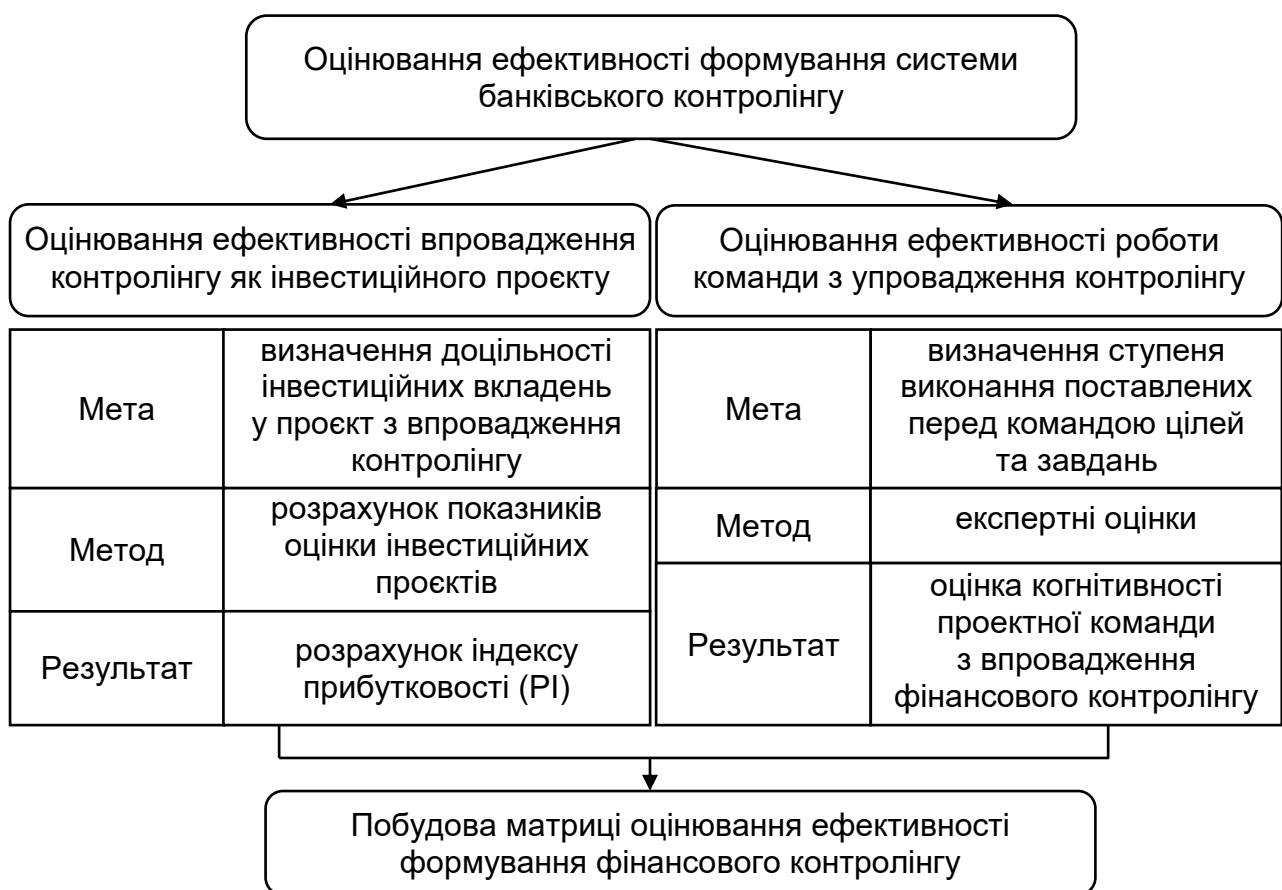 Оцінювання ефективності формування системи
банківського контролінгу
Оцінювання ефективності впровадження
контролінгу як інвестиційного проєкту
Мета
визначення доцільності
інвестиційних вкладень
у проєкт з впровадження
контролінгу
Метод
розрахунок показників
оцінки інвестиційних
проєктів
Результат
розрахунок індексу
прибутковості (PI)
Оцінювання ефективності роботи
команди з упровадження контролінгу
Мета
визначення ступеня
виконання поставлених
перед командою цілей
та завдань
Метод
експертні оцінки
Результат
оцінка когнітивності
проектної команди
з впровадження
фінансового контролінгу
Побудова матриці оцінювання ефективності
формування фінансового контролінгу